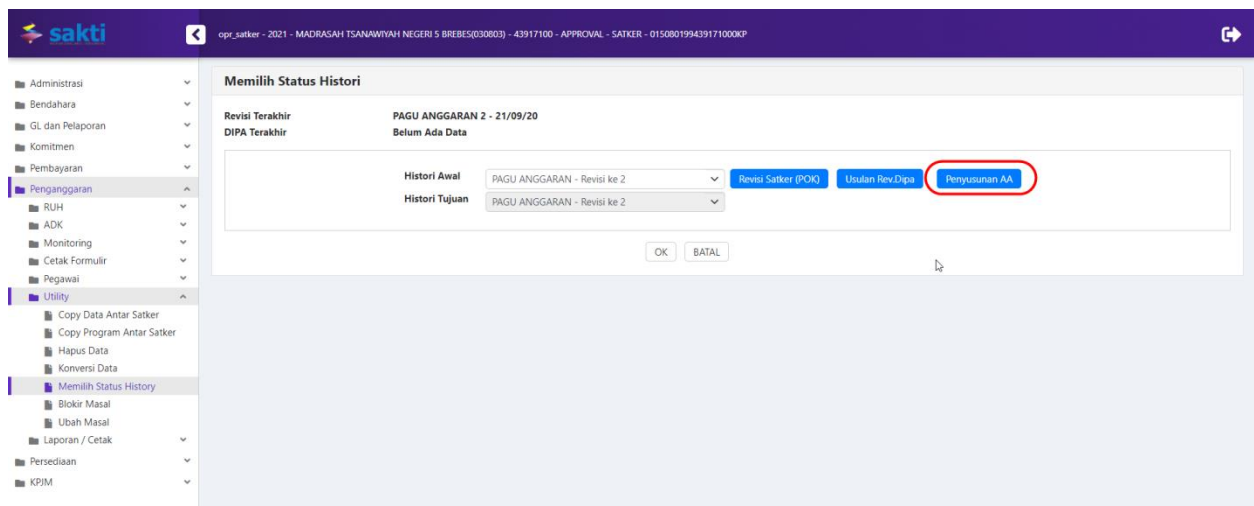 sakti
opr_satker - 2021 - MADRASAH TSANAWIYAH NEGERI 5 BREBES(030803) - 43917100 - APPROVAL - SATKER - 015080199439171000KP
Administrasi
Bendahara
GL dan Pelaporan
Komitmen
Pembayaran
Penganggaran
RUH
ADK
Monitoring
Cetak Formulir
Pegawai
Utility
Copy Data Antar Satker
Copy Program Antar Satker
Hapus Data
Konversi Data
Memilih Status History
Blokir Masal
Ubah Masal
Laporan / Cetak
Persediaan
KPJM
Memilih Status Histori
Revisi Terakhir PAGU ANGGARAN 2 - 21/09/20
DIPA Terakhir Belum Ada Data
Histori Awal PAGU ANGGARAN - Revisi ke 2 Revisi Satker (POK) Usulan Rev.Dipa Penyusunan AA
Histori Tujuan PAGU ANGGARAN - Revisi ke 2
OK BATAL